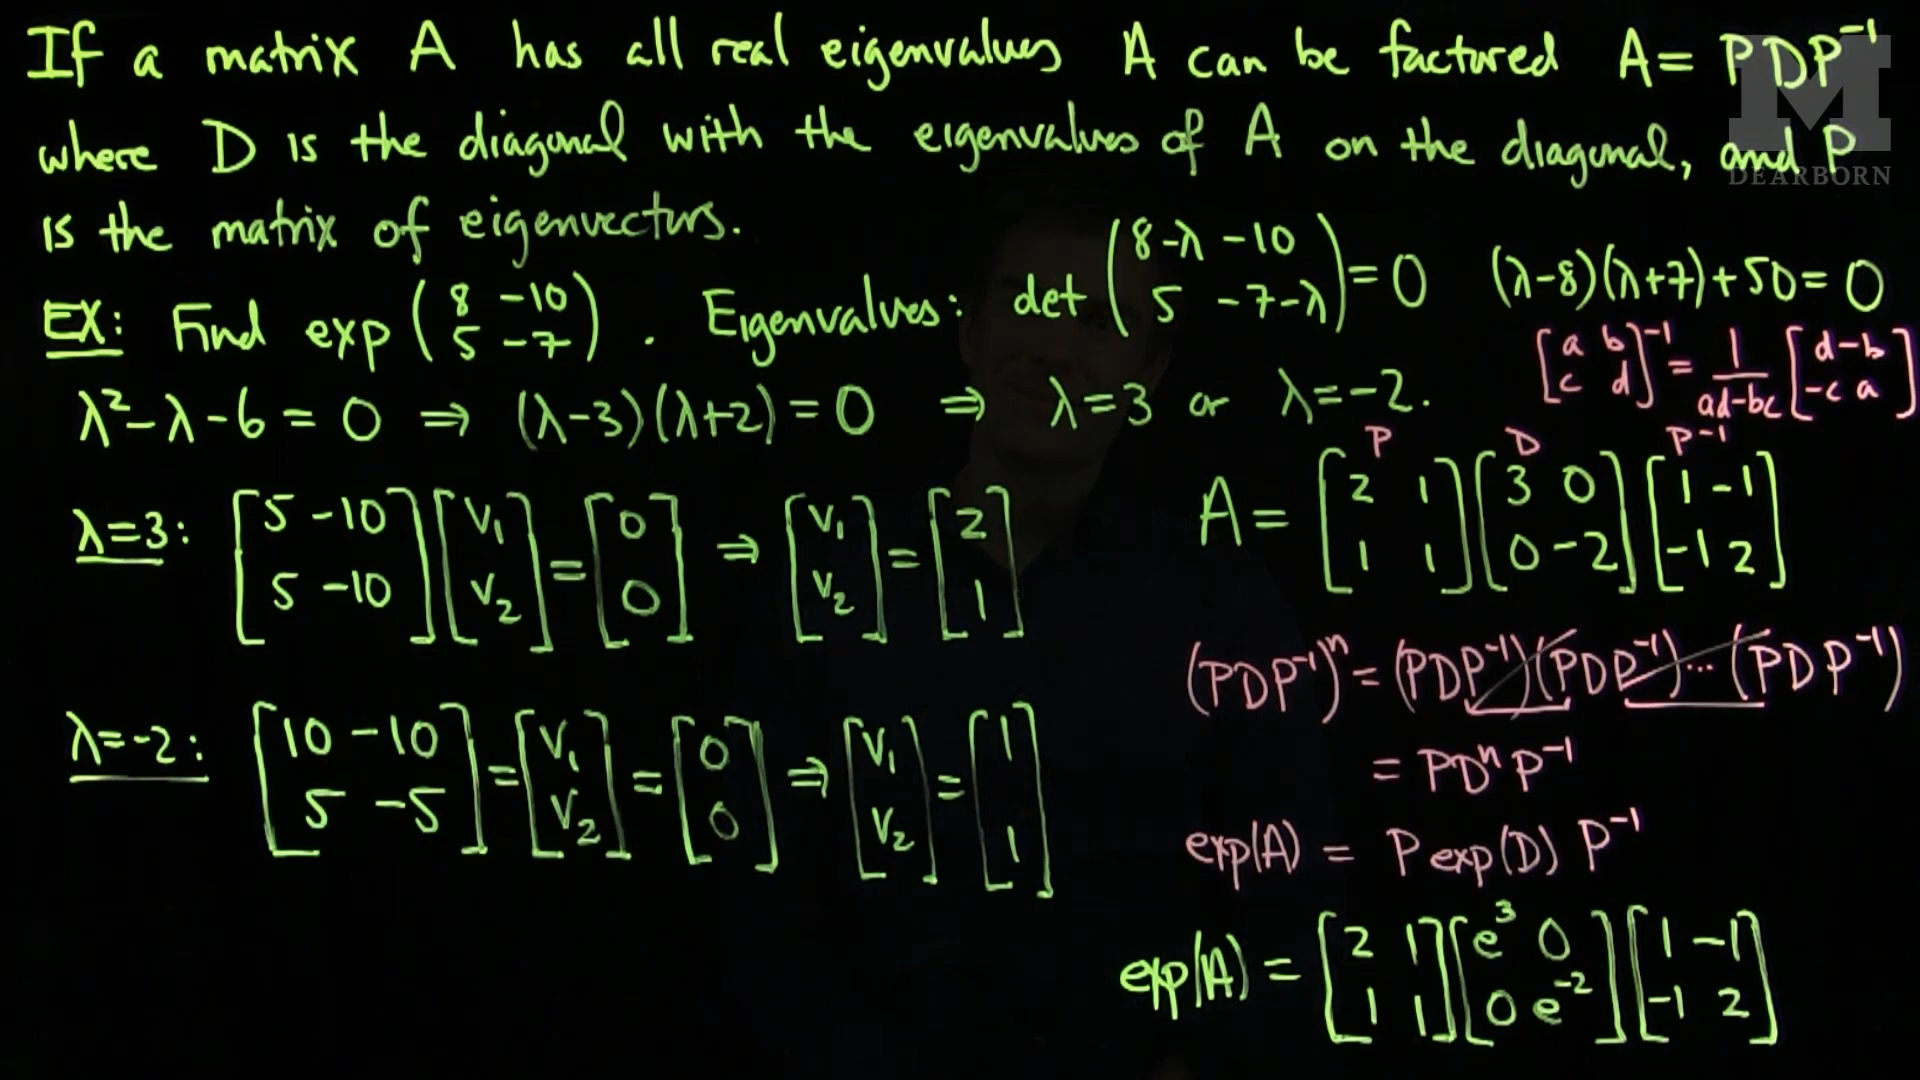 If a matrix A has all real eigenvalues A can be factured A = PDP⁻¹
where D is the diagonal with the eigenvalues of A on the diagonal, and P
is the matrix of eigenvectors.
EX: Find exp ( 8 -10 ; 5 -7 ) . Eigenvalues: det ( 8-λ -10 ; 5 -7-λ ) = 0 (λ-8)(λ+7)+50 = 0
[ a b ; c d ]⁻¹ = 1/(ad-bc) [ d -b ; -c a ]
λ² - λ - 6 = 0 ⇒ (λ-3)(λ+2) = 0 ⇒ λ = 3 or λ = -2.
λ=3: [ 5 -10 ; 5 -10 ] [ v₁ ; v₂ ] = [ 0 ; 0 ] ⇒ [ v₁ ; v₂ ] = [ 2 ; 1 ]
λ=-2: [ 10 -10 ; 5 -5 ] = [ v₁ ; v₂ ] = [ 0 ; 0 ] ⇒ [ v₁ ; v₂ ] = [ 1 ; 1 ]
P D P⁻¹
A = [ 2 1 ; 1 1 ] [ 3 0 ; 0 -2 ] [ 1 -1 ; -1 2 ]
(PDP⁻¹)ⁿ = (PDP⁻¹)(PDP⁻¹)...(PDP⁻¹)
= PDⁿP⁻¹
exp(A) = P exp(D) P⁻¹
exp(A) = [ 2 1 ; 1 1 ] [ e³ 0 ; 0 e⁻² ] [ 1 -1 ; -1 2 ]
M
DEARBORN